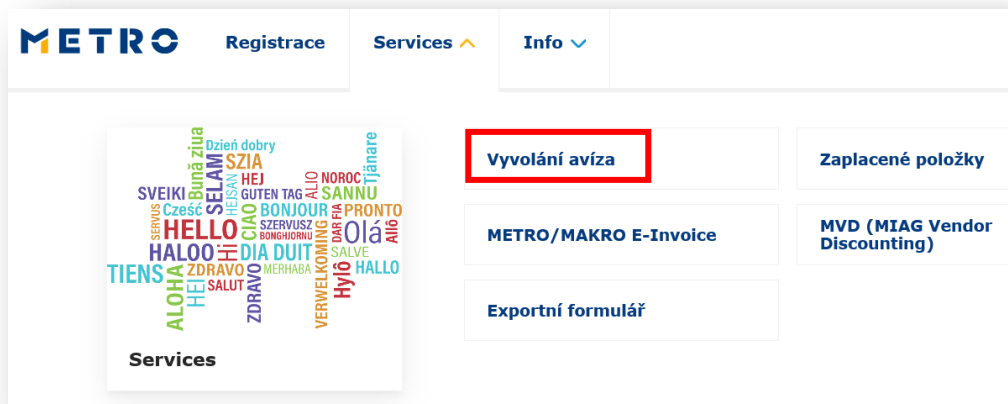 METRO
Registrace
Services
Info
Vyvolání avíza
Zaplacené položky
METRO/MAKRO E-Invoice
MVD (MIAG Vendor
Discounting)
Exportní formulář
Bună ziua
Dzień dobry
Tjänare
SELAM
SZIA
HEJ
HEJSAN
ALIO
NOROC
SVEIKI
GUTEN TAG
SANNU
SERVUS
Cześć
CIAO
BONJOUR
DAR FIA
PRONTO
HELLO
SZERVUSZ
BONGHJORNU
Olá
Allô
HALOO
HI
DIA DUIT
VERWELKOMING
SALVE
TIENS
ZDRAVO
MERHABA
Hylô
HALLO
ALOHA
HEI
SALUT
ZDRAVO
Services